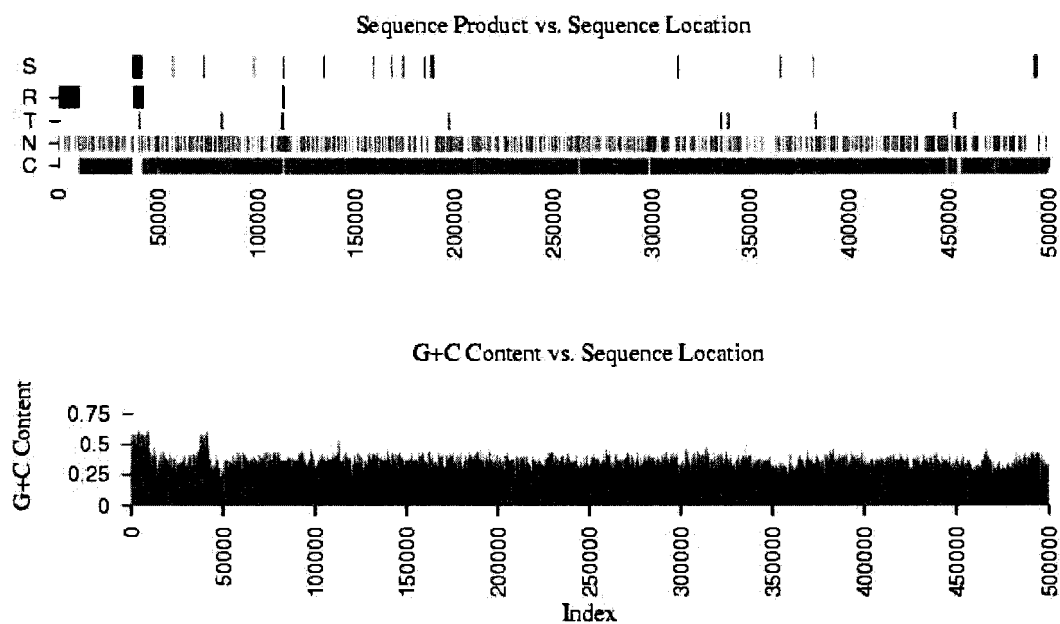 Sequence Product vs. Sequence Location
S
R
T
N
C
0 50000 100000 150000 200000 250000 300000 350000 400000 450000 500000
G+C Content vs. Sequence Location
G+C Content
0.75
0.5
0.25
0
0 50000 100000 150000 200000 250000 300000 350000 400000 450000 500000
Index